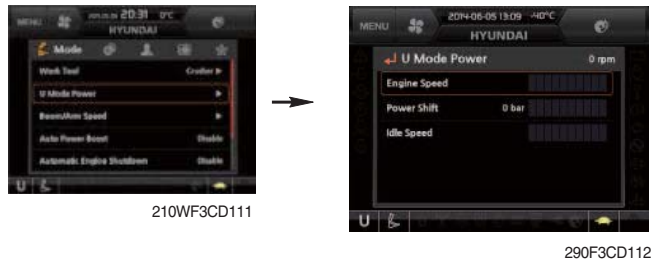 MENU 20:31 0℃
HYUNDAI
Mode
Work Tool Crusher
U Mode Power
Boom/Arm Speed
Auto Power Boost Disable
Automatic Engine Shutdown Disable
U
210WF3CD111
MENU 2014-06-05 13:09 -40℃
HYUNDAI
U Mode Power 0 rpm
Engine Speed
Power Shift 0 bar
Idle Speed
U
290F3CD112